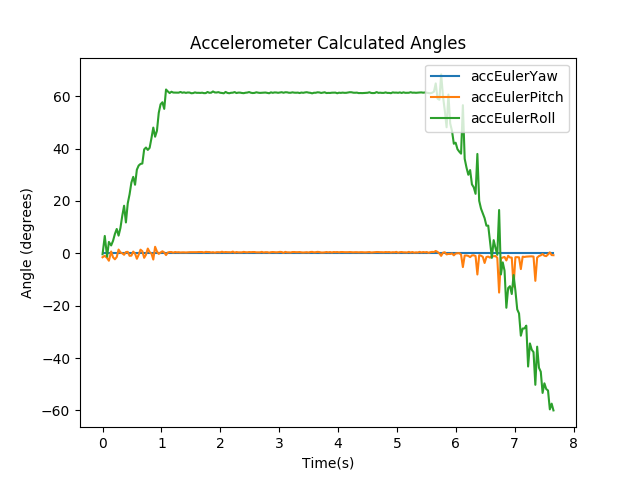 Accelerometer Calculated Angles
accEulerYaw
accEulerPitch
accEulerRoll
Angle (degrees)
60
40
20
0
−20
−40
−60
0 1 2 3 4 5 6 7 8
Time(s)